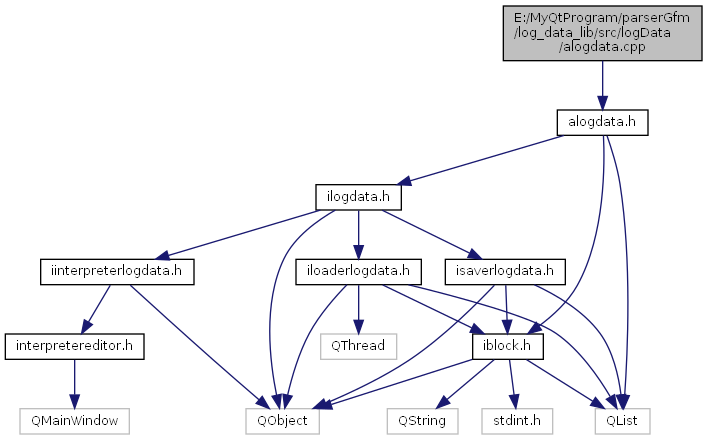 E:/MyQtProgram/parserGfm
/log_data_lib/src/logData
/alogdata.cpp
alogdata.h
ilogdata.h
iinterpreterlogdata.h
iloaderlogdata.h
isaverlogdata.h
interpretereditor.h
QThread
iblock.h
QMainWindow
QObject
QString
stdint.h
QList